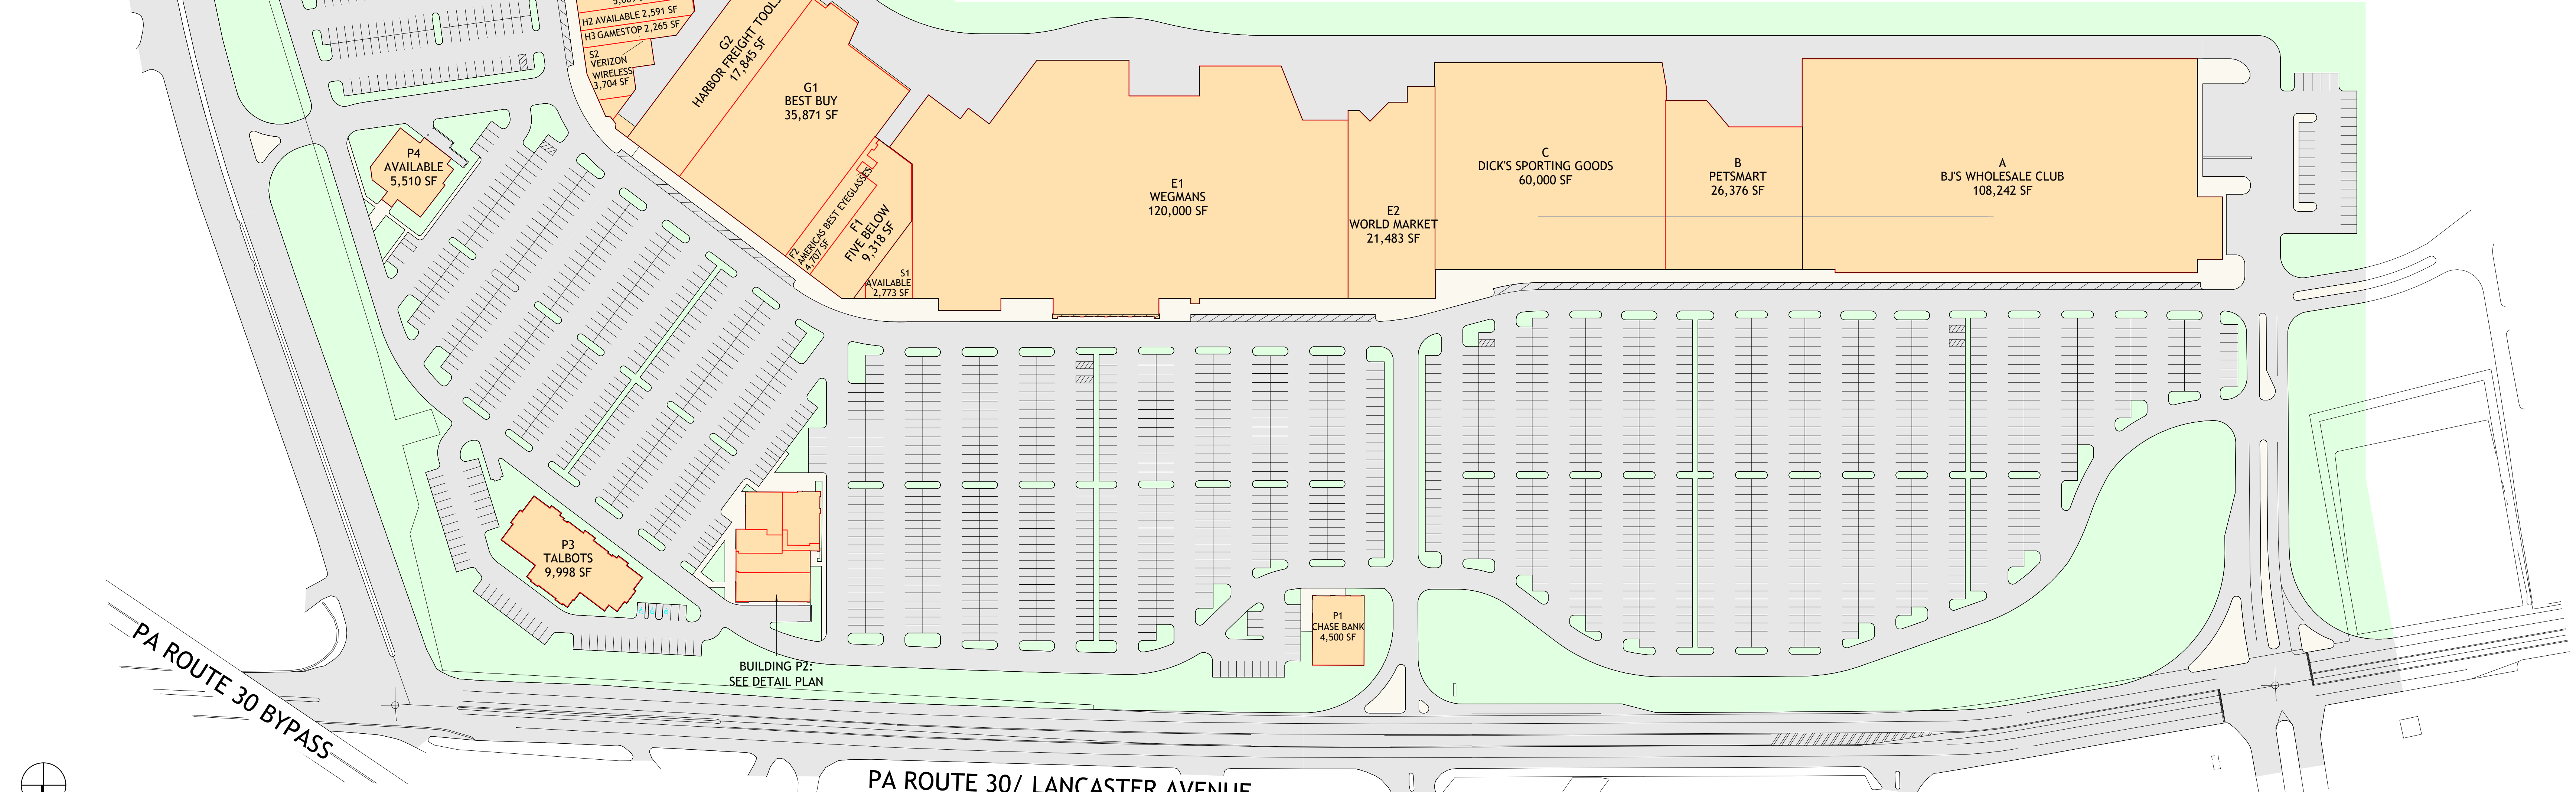 H2 AVAILABLE 2,591 SF
H3 GAMESTOP 2,265 SF
S2
VERIZON
WIRELESS
3,704 SF
G2
HARBOR FREIGHT TOOLS
17,845 SF
G1
BEST BUY
35,871 SF
P4
AVAILABLE
5,510 SF
F2
AMERICAS BEST EYEGLASSES
4,707 SF
F1
FIVE BELOW
9,318 SF
S1
AVAILABLE
2,773 SF
E1
WEGMANS
120,000 SF
E2
WORLD MARKET
21,483 SF
C
DICK'S SPORTING GOODS
60,000 SF
B
PETSMART
26,376 SF
A
BJ'S WHOLESALE CLUB
108,242 SF
P3
TALBOTS
9,998 SF
BUILDING P2:
SEE DETAIL PLAN
P1
CHASE BANK
4,500 SF
PA ROUTE 30 BYPASS
PA ROUTE 30/ LANCASTER AVENUE